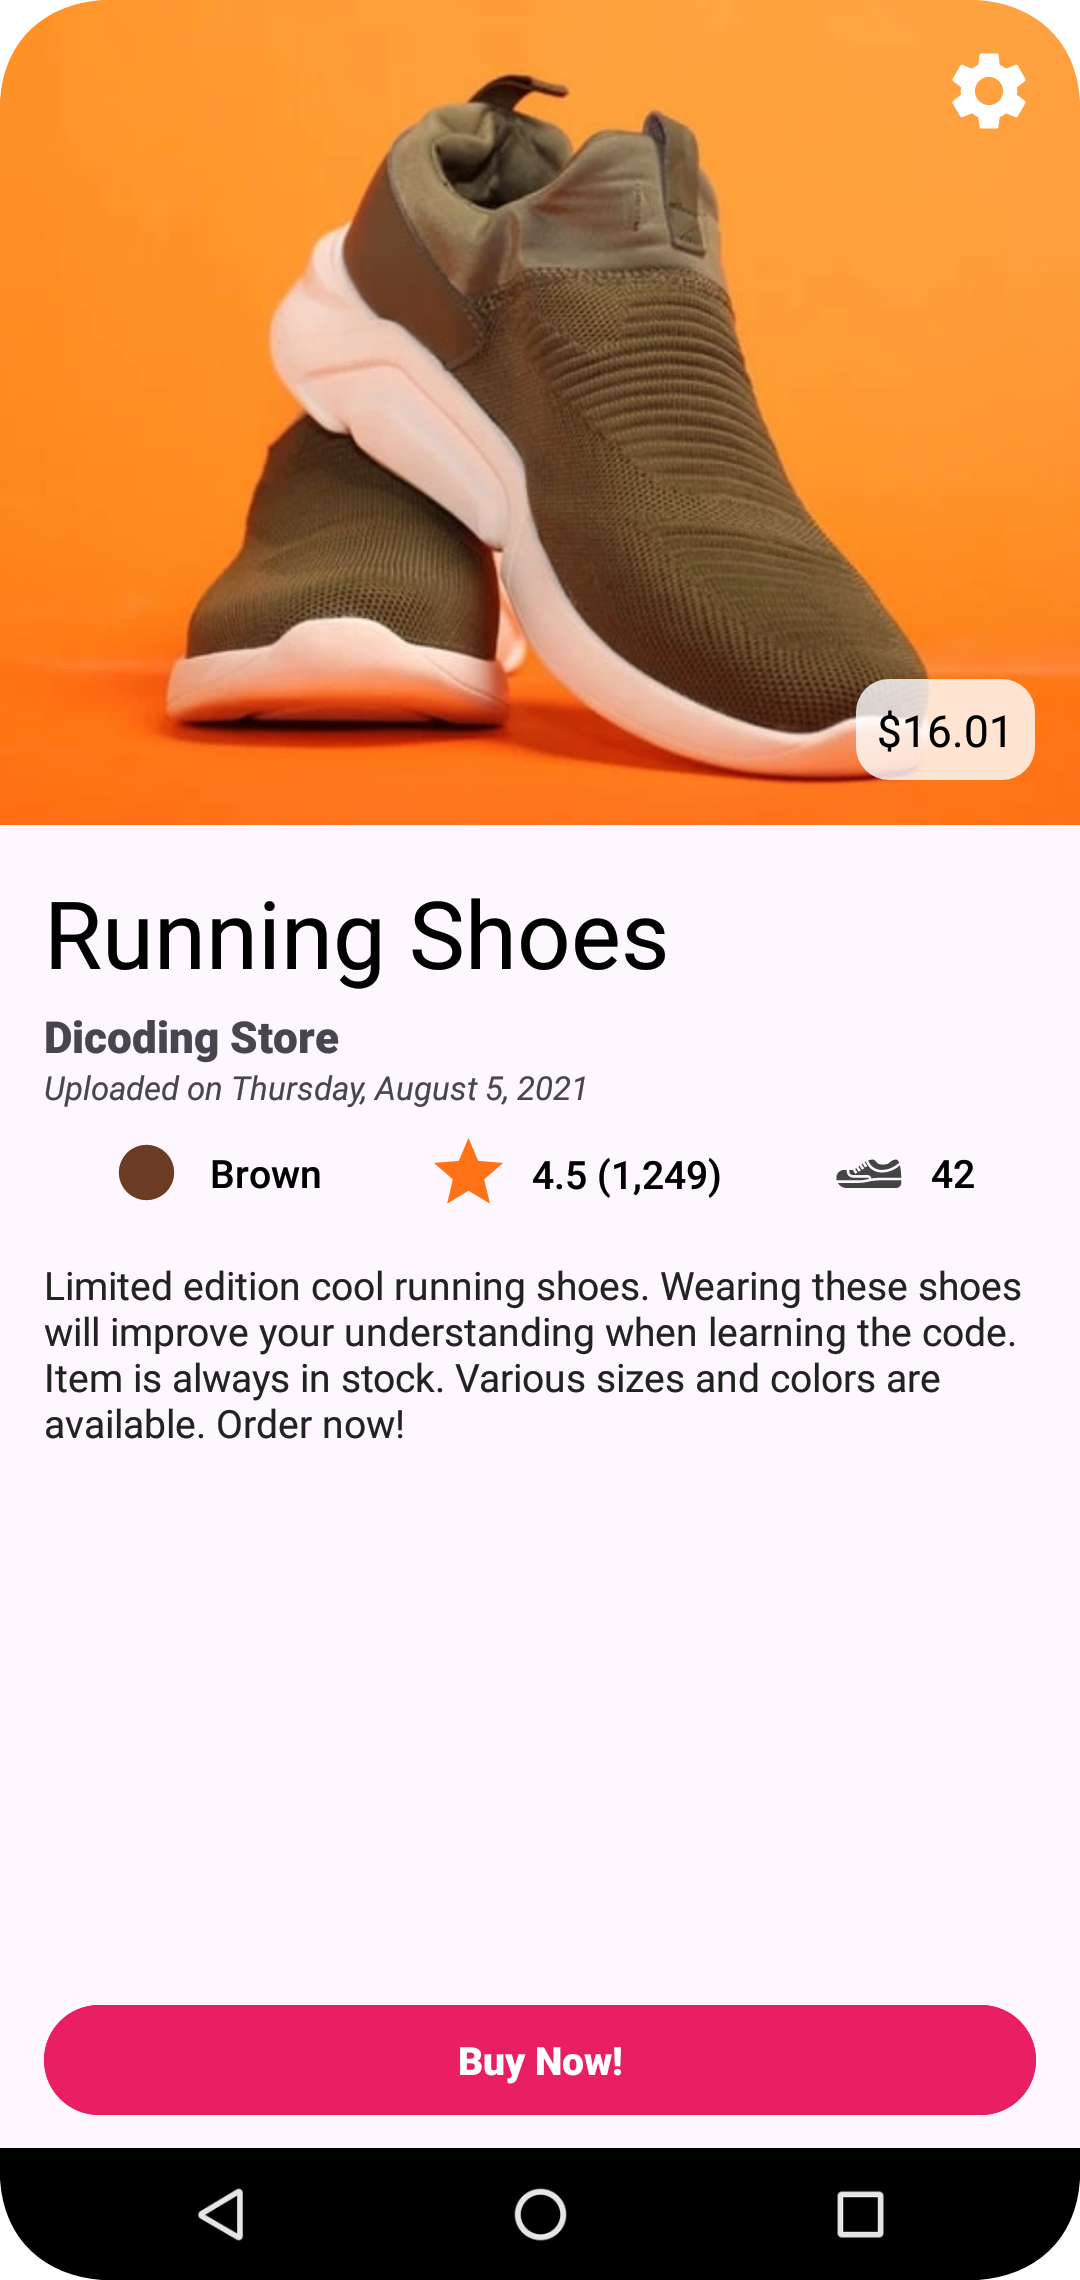 $16.01
Running Shoes
Dicoding Store
Uploaded on Thursday, August 5, 2021
Brown
4.5 (1,249)
42
Limited edition cool running shoes. Wearing these shoes
will improve your understanding when learning the code.
Item is always in stock. Various sizes and colors are
available. Order now!
Buy Now!